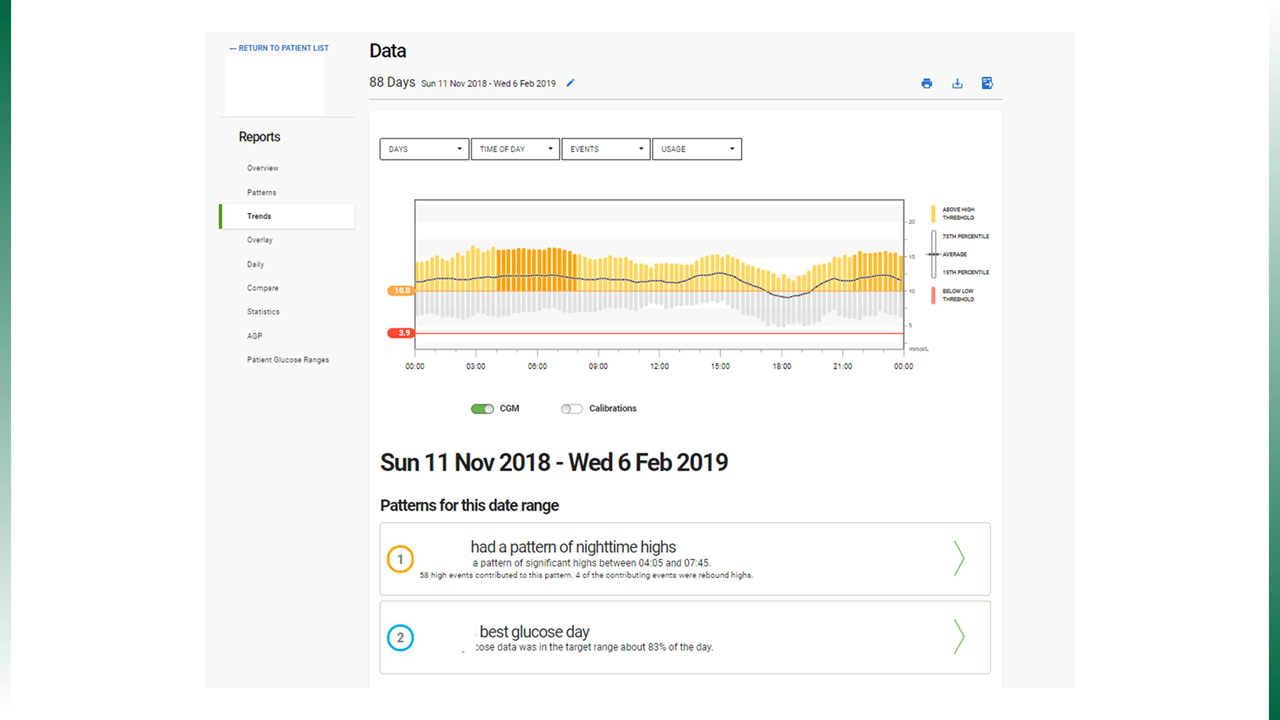 ← RETURN TO PATIENT LIST
Data
88 Days Sun 11 Nov 2018 - Wed 6 Feb 2019
Reports
Overview
Patterns
Trends
Overlay
Daily
Compare
Statistics
AGP
Patient Glucose Ranges
DAYS TIME OF DAY EVENTS USAGE
20
15
10
5
mmol/L
10.0
3.9
00:00 03:00 06:00 09:00 12:00 15:00 18:00 21:00 00:00
ABOVE HIGH
THRESHOLD
75TH PERCENTILE
AVERAGE
15TH PERCENTILE
BELOW LOW
THRESHOLD
CGM Calibrations
Sun 11 Nov 2018 - Wed 6 Feb 2019
Patterns for this date range
1
had a pattern of nighttime highs
a pattern of significant highs between 04:05 and 07:45.
58 high events contributed to this pattern. 4 of the contributing events were rebound highs.
2
best glucose day
cose data was in the target range about 83% of the day.